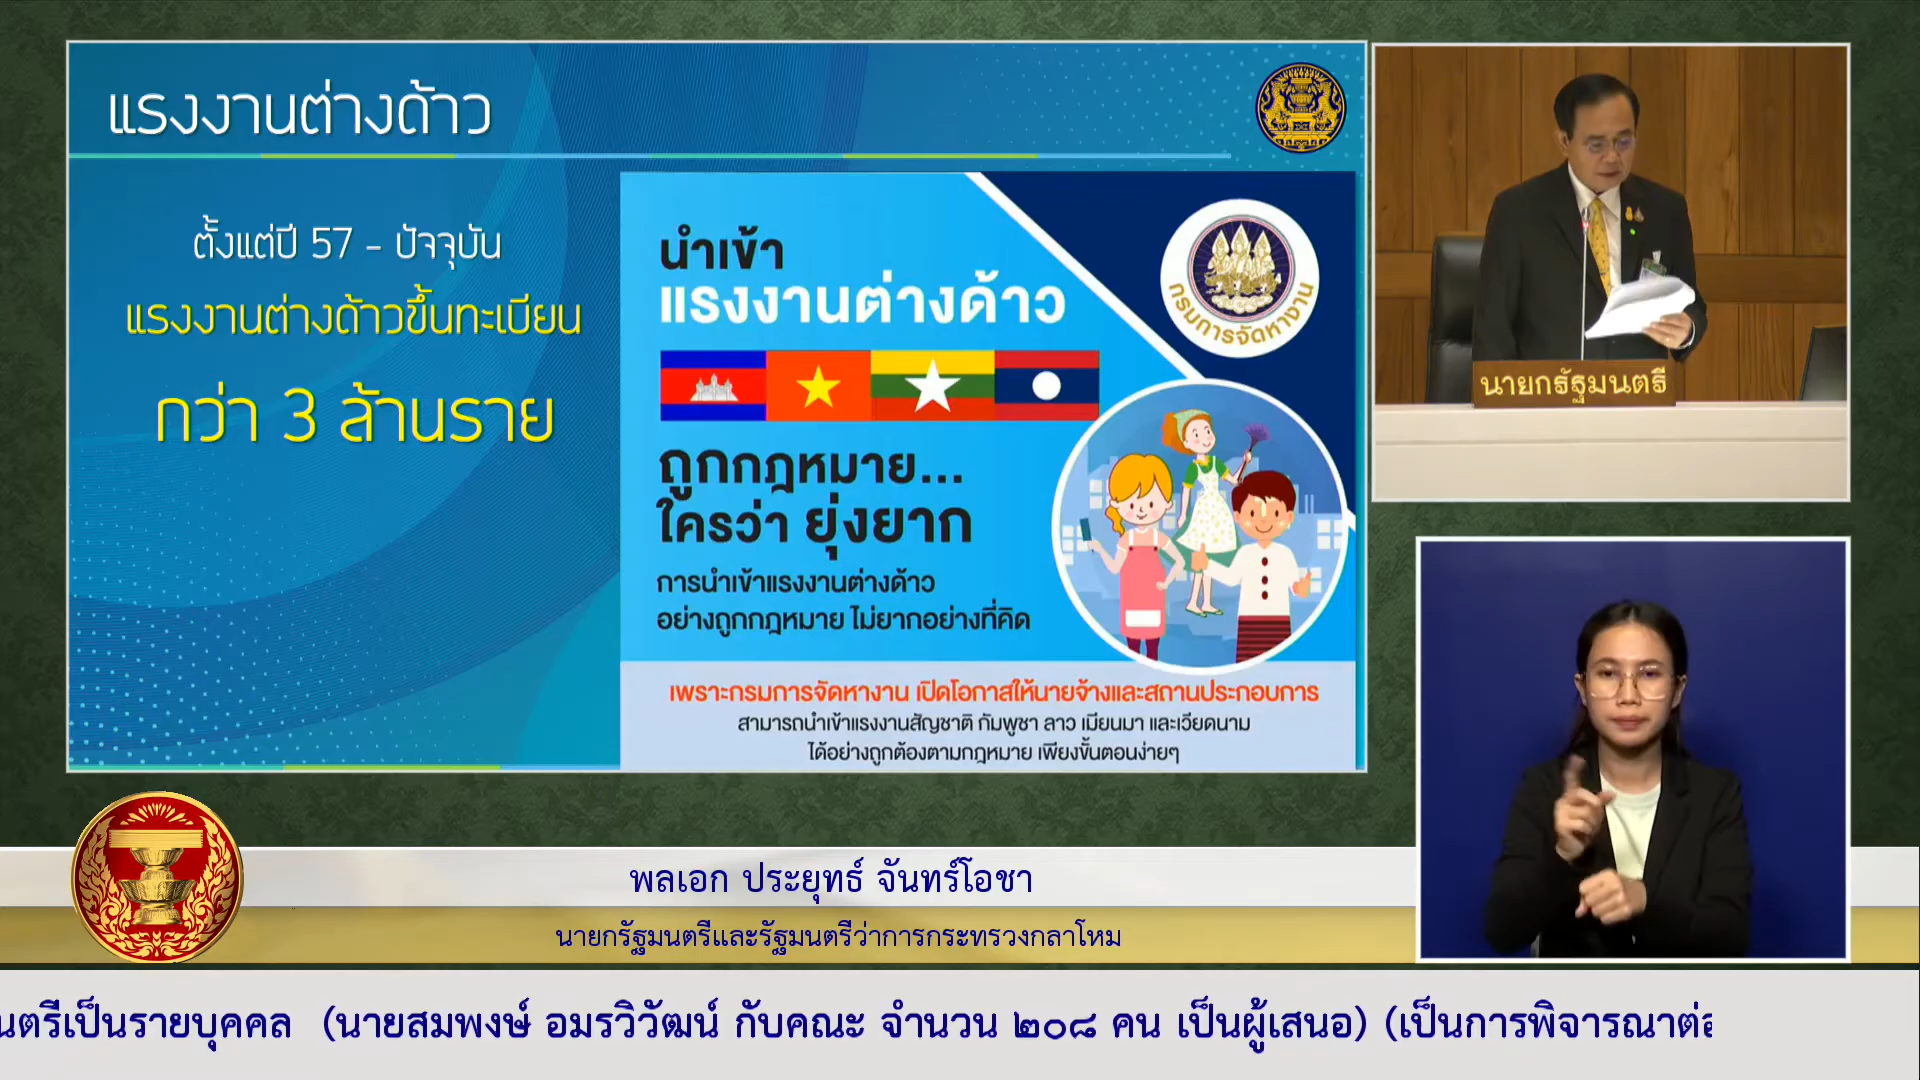 แรงงานต่างด้าว
ตั้งแต่ปี 57 - ปัจจุบัน
แรงงานต่างด้าวขึ้นทะเบียน
กว่า 3 ล้านราย
นำเข้า
แรงงานต่างด้าว
กรมการจัดหางาน
ถูกกฎหมาย...
ใครว่า ยุ่งยาก
การนำเข้าแรงงานต่างด้าว
อย่างถูกกฎหมาย ไม่ยากอย่างที่คิด
เพราะกรมการจัดหางาน เปิดโอกาสให้นายจ้างและสถานประกอบการ
สามารถนำเข้าแรงงานสัญชาติ กัมพูชา ลาว เมียนมา และเวียดนาม
ได้อย่างถูกต้องตามกฎหมาย เพียงขั้นตอนง่ายๆ
นายกรัฐมนตรี
พลเอก ประยุทธ์ จันทร์โอชา
นายกรัฐมนตรีและรัฐมนตรีว่าการกระทรวงกลาโหม
นตรีเป็นรายบุคคล (นายสมพงษ์ อมรวิวัฒน์ กับคณะ จำนวน ๒๐๘ คน เป็นผู้เสนอ) (เป็นการพิจารณาต่อ